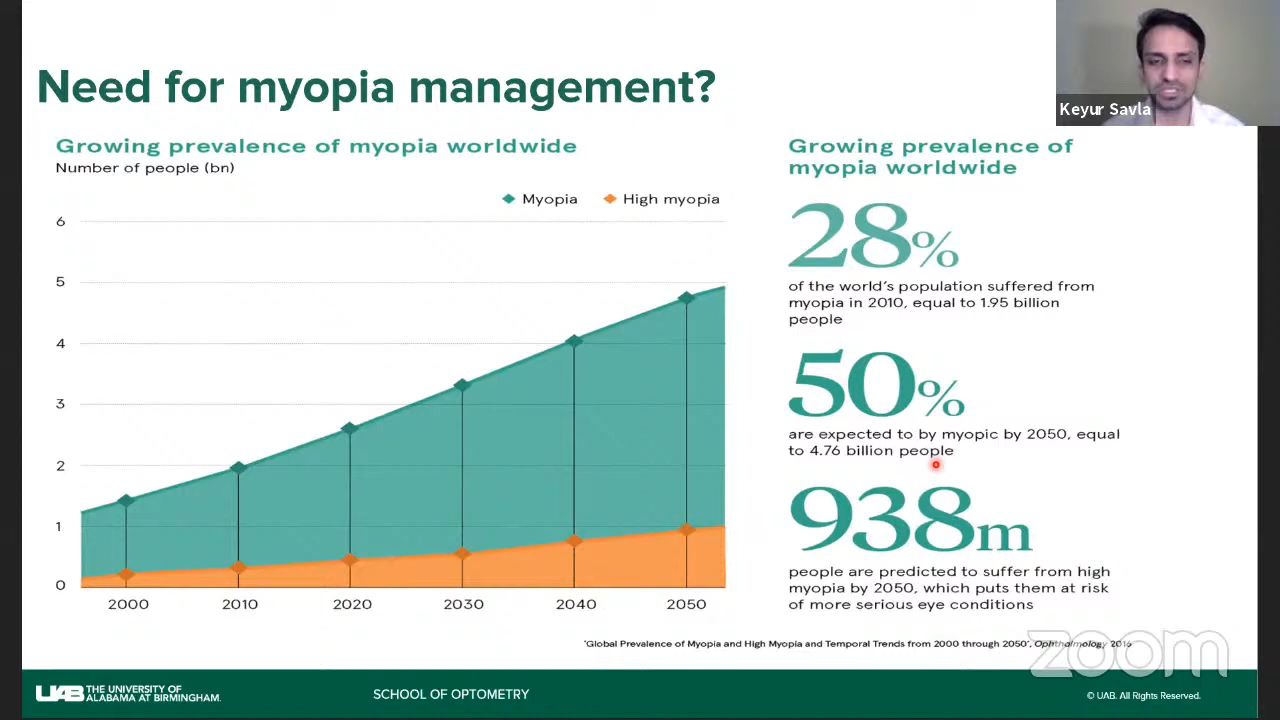 Need for myopia management?
Keyur Savla
Growing prevalence of myopia worldwide
Number of people (bn)
Myopia
High myopia
6
5
4
3
2
1
0
2000 2010 2020 2030 2040 2050
Growing prevalence of
myopia worldwide
28%
of the world's population suffered from
myopia in 2010, equal to 1.95 billion
people
50%
are expected to by myopic by 2050, equal
to 4.76 billion people
938m
people are predicted to suffer from high
myopia by 2050, which puts them at risk
of more serious eye conditions
'Global Prevalence of Myopia and High Myopia and Temporal Trends from 2000 through 2050', Ophthalmology 2016
zoom
UAB THE UNIVERSITY OF
ALABAMA AT BIRMINGHAM.
SCHOOL OF OPTOMETRY
© UAB. All Rights Reserved.